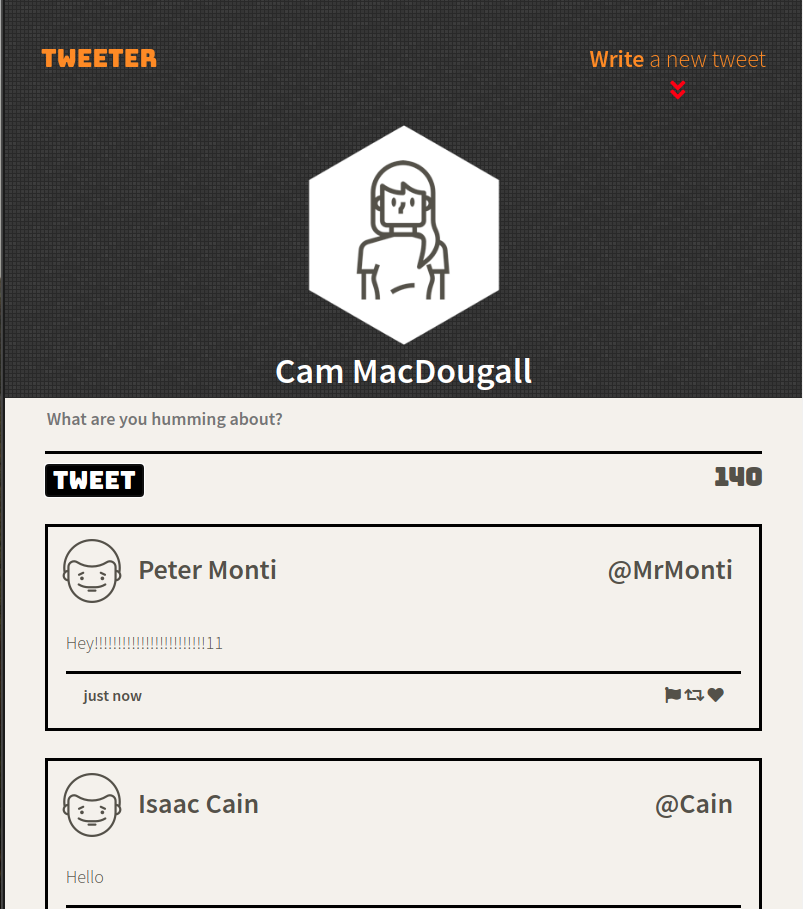 TWEETER
Write a new tweet
Cam MacDougall
What are you humming about?
TWEET
140
Peter Monti
@MrMonti
Hey!!!!!!!!!!!!!!!!!!!!!!!!11
just now
Isaac Cain
@Cain
Hello